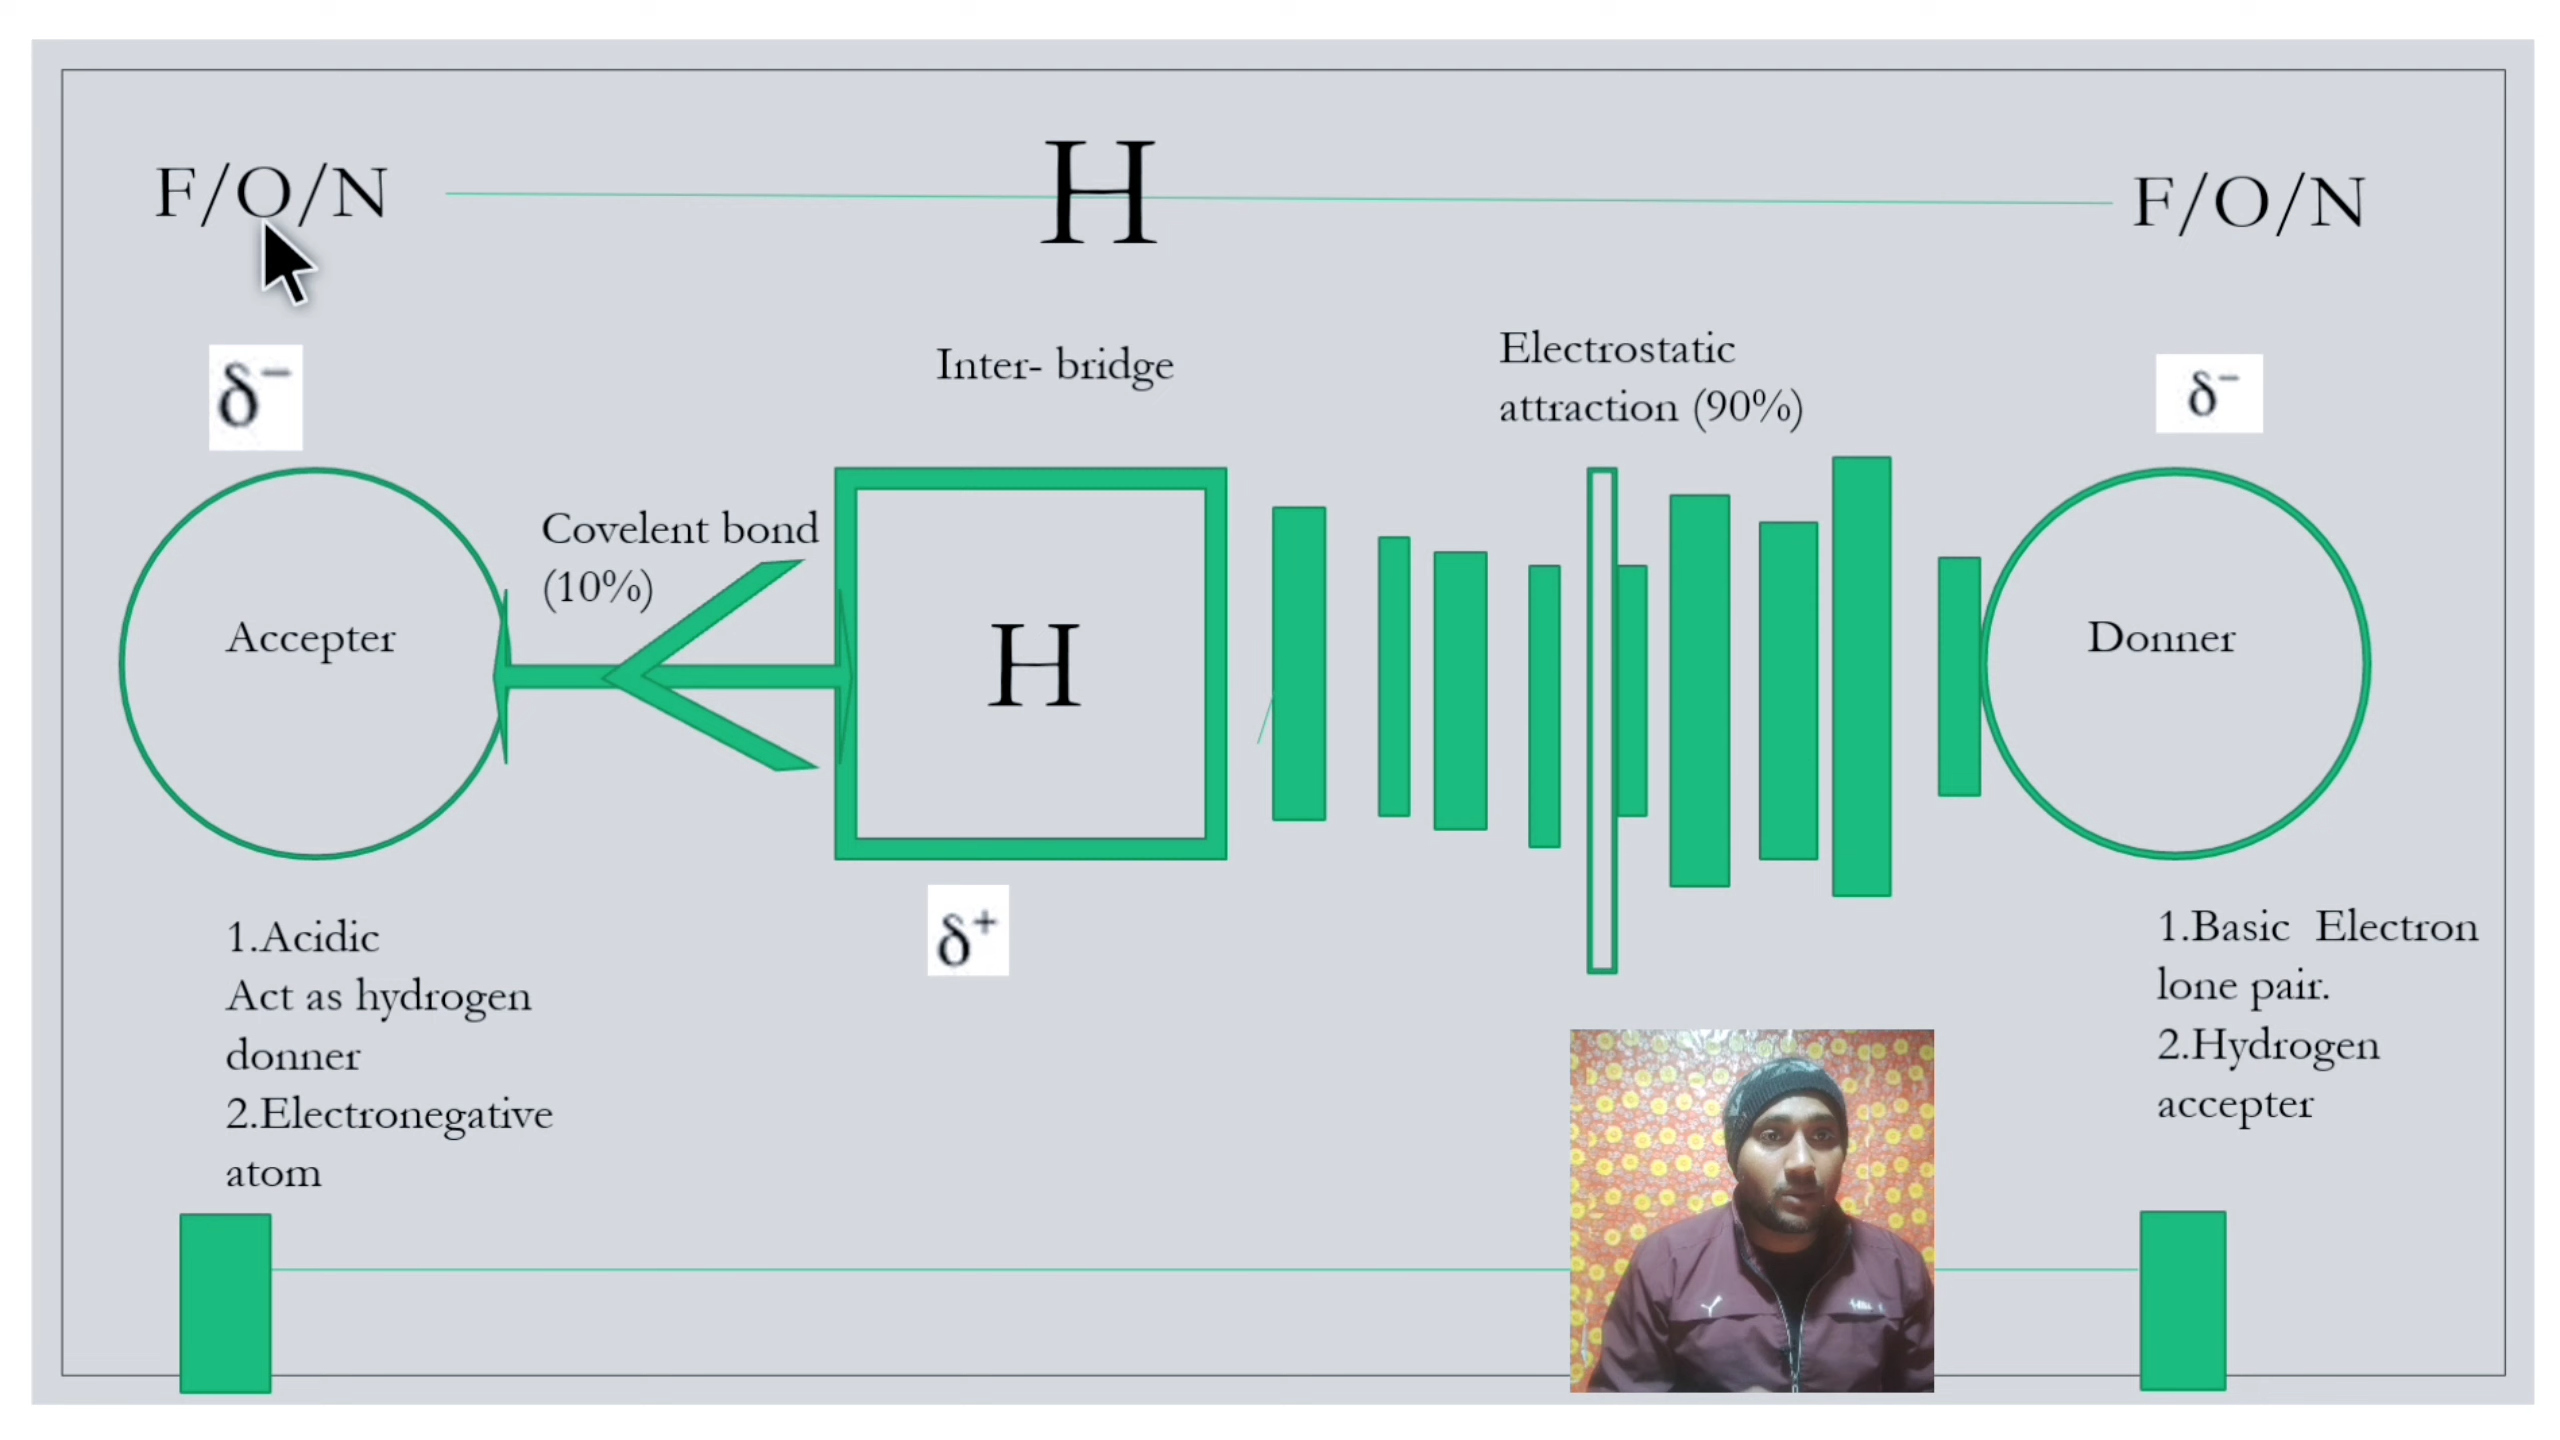 F/O/N
H
F/O/N
δ⁻
Inter- bridge
Electrostatic
attraction (90%)
δ⁻
Accepter
Covelent bond
(10%)
H
Donner
δ⁺
1.Acidic
Act as hydrogen
donner
2.Electronegative
atom
1.Basic Electron
lone pair.
2.Hydrogen
accepter